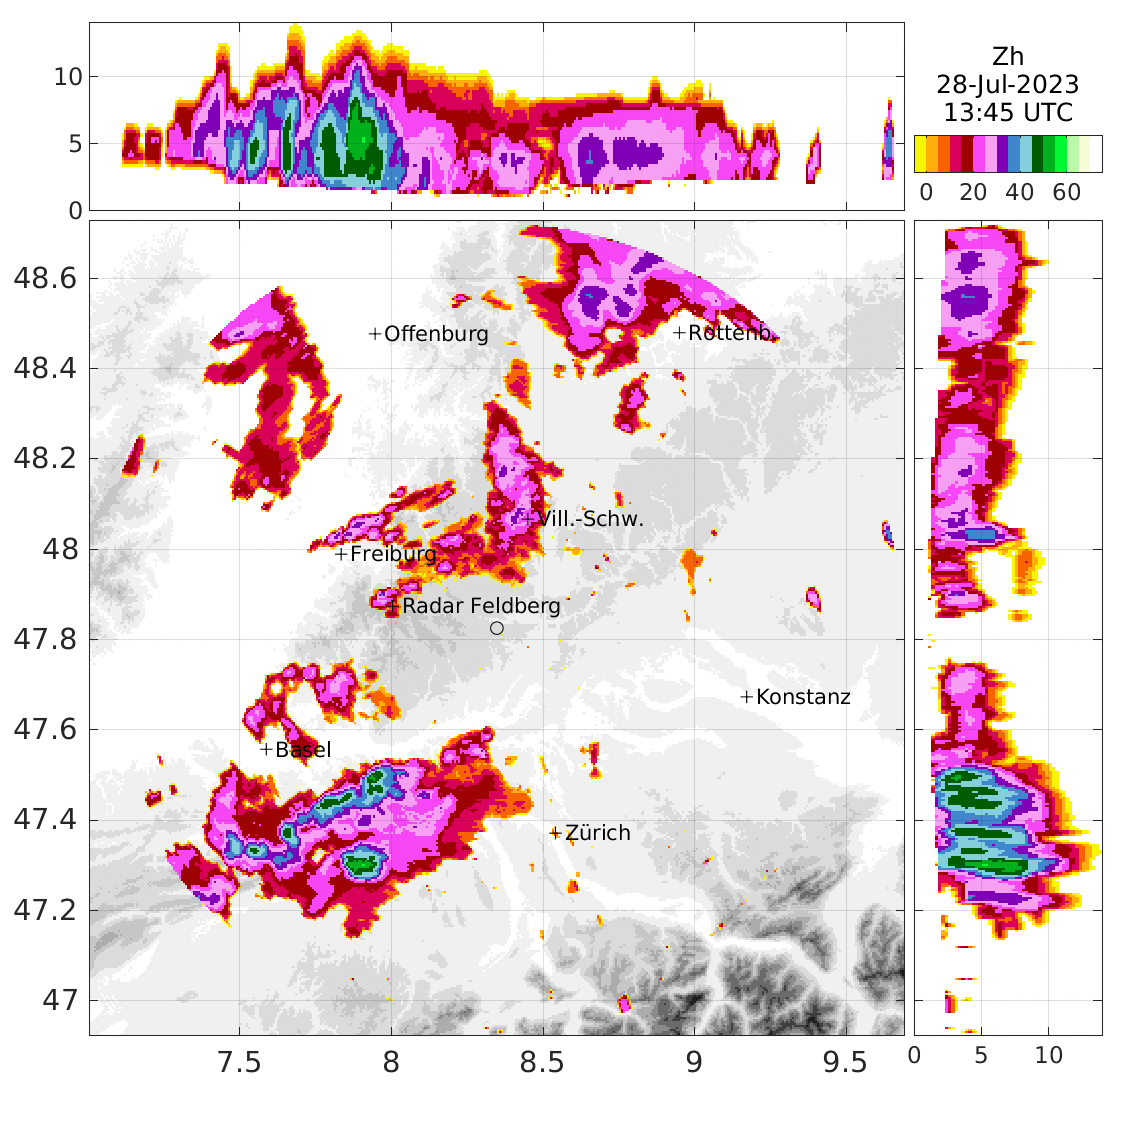 10
5
0
Zh
28-Jul-2023
13:45 UTC
0 20 40 60
48.6
48.4
48.2
48
47.8
47.6
47.4
47.2
47
+Offenburg
+Rottenb.
+Vill.-Schw.
+Freiburg
+Radar Feldberg
+Konstanz
+Basel
+Zürich
7.5 8 8.5 9 9.5
0 5 10